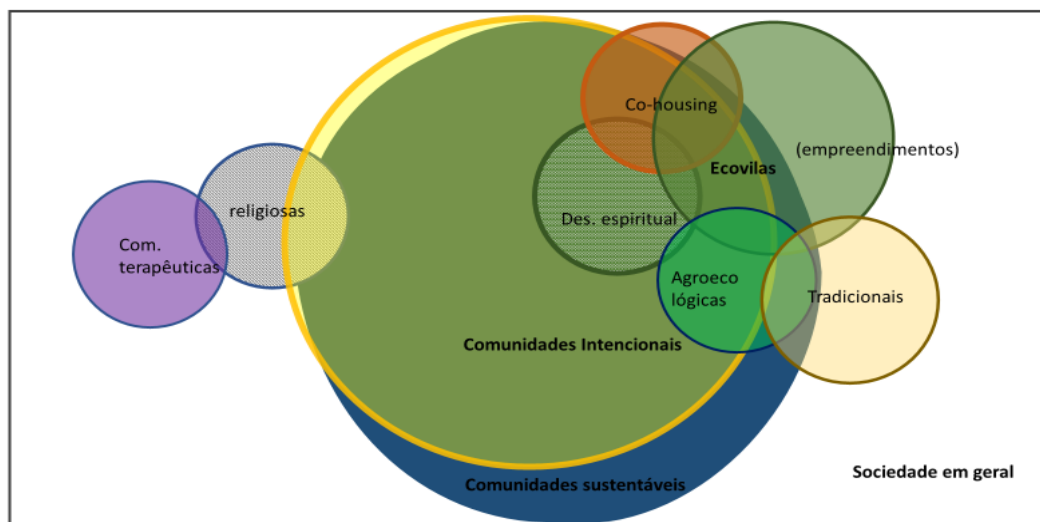 Co-housing
(empreendimentos)
Ecovilas
religiosas
Des. espiritual
Com.
terapêuticas
Agroeco
lógicas
Tradicionais
Comunidades Intencionais
Sociedade em geral
Comunidades sustentáveis